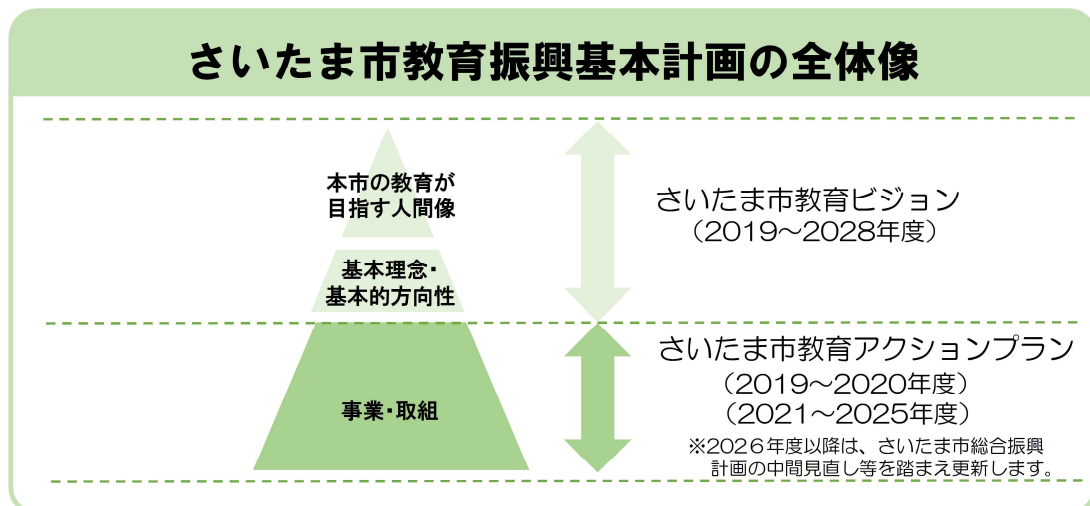 さいたま市教育振興基本計画の全体像
本市の教育が
目指す人間像
基本理念・
基本的方向性
さいたま市教育ビジョン
（2019～2028年度）
事業・取組
さいたま市教育アクションプラン
（2019～2020年度）
（2021～2025年度）
※2026年度以降は、さいたま市総合振興
計画の中間見直し等を踏まえ更新します。